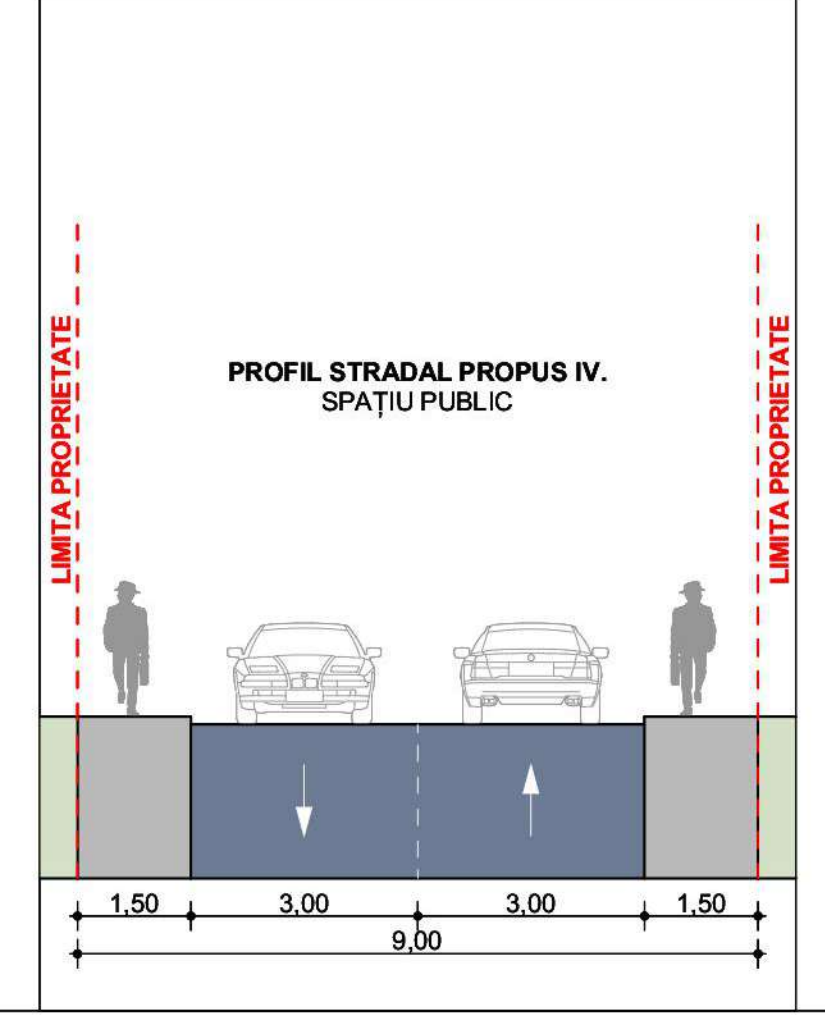 PROFIL STRADAL PROPUS IV.
SPAȚIU PUBLIC
LIMITA PROPRIETATE
LIMITA PROPRIETATE
1,50
3,00
3,00
1,50
9,00